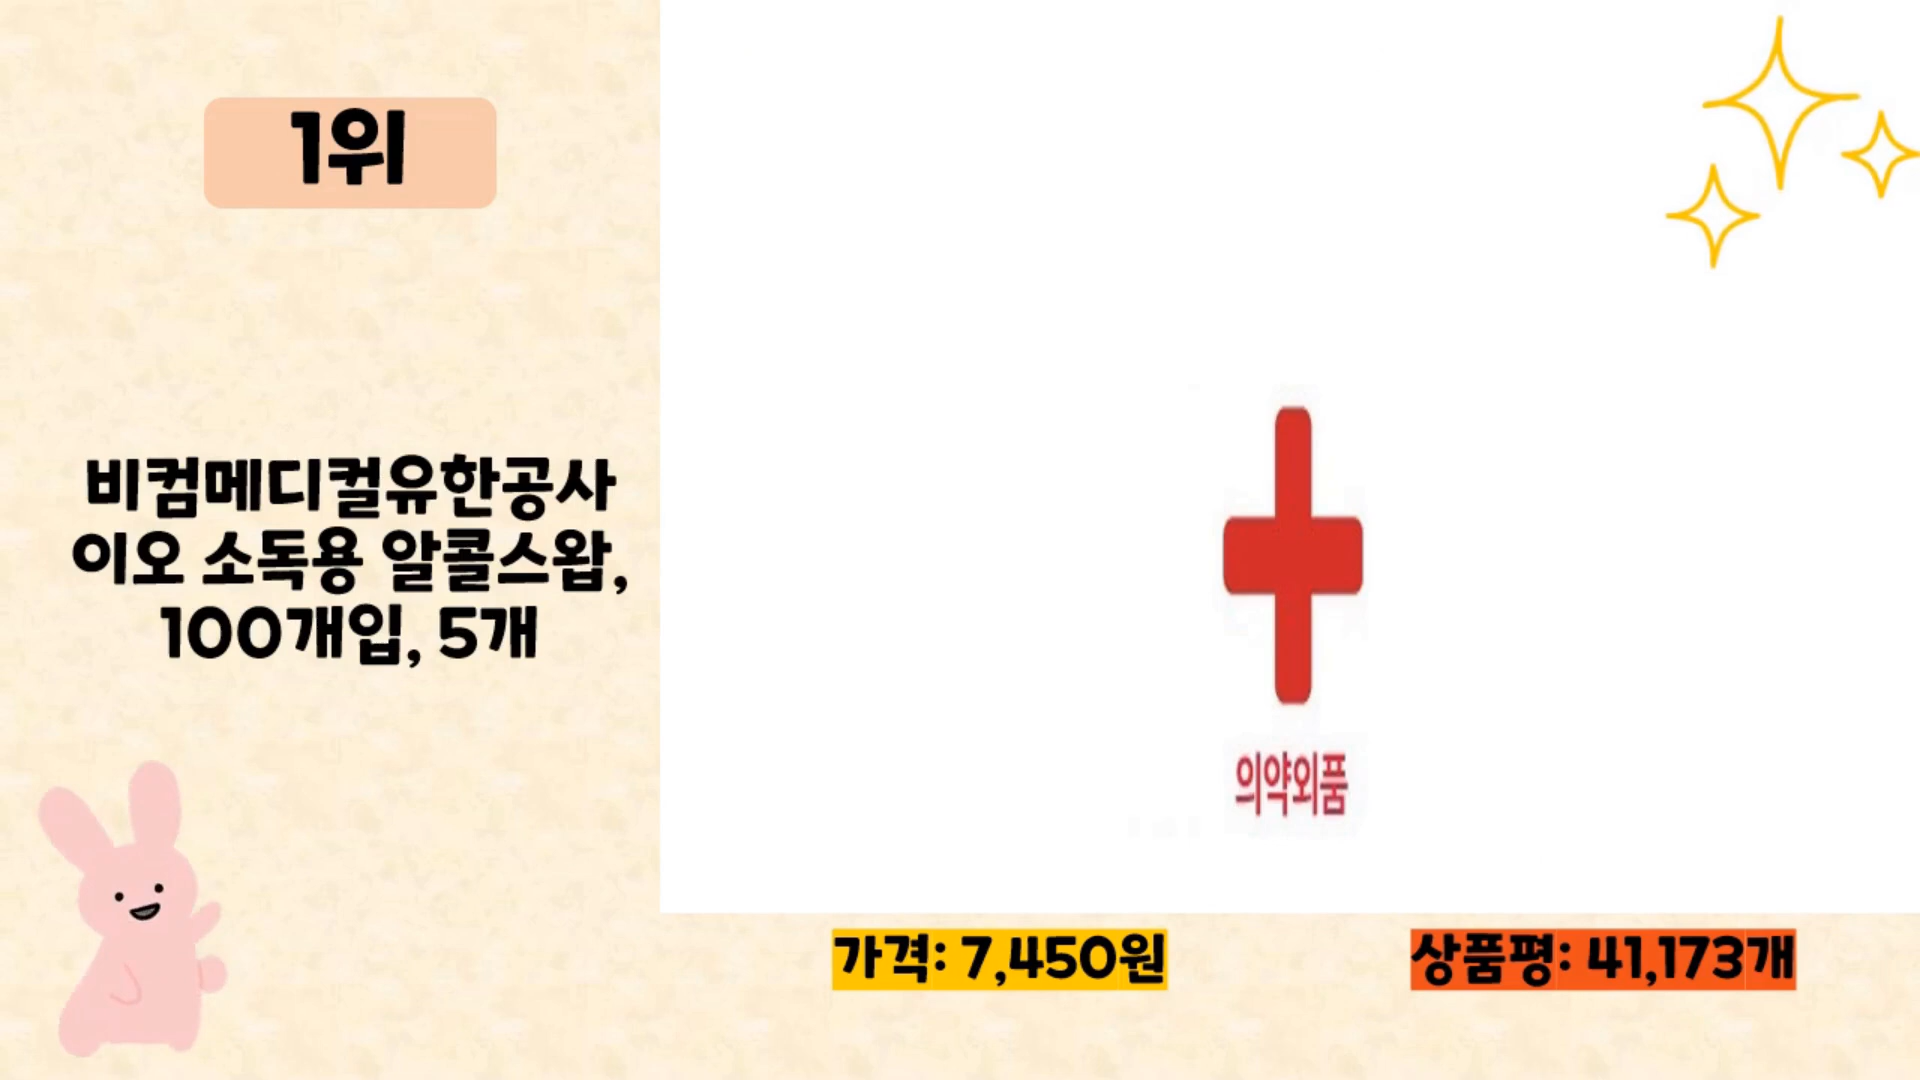 1위
비컴메디컬유한공사
이오 소독용 알콜스왑,
100개입, 5개
의약외품
가격: 7,450원
상품평: 41,173개